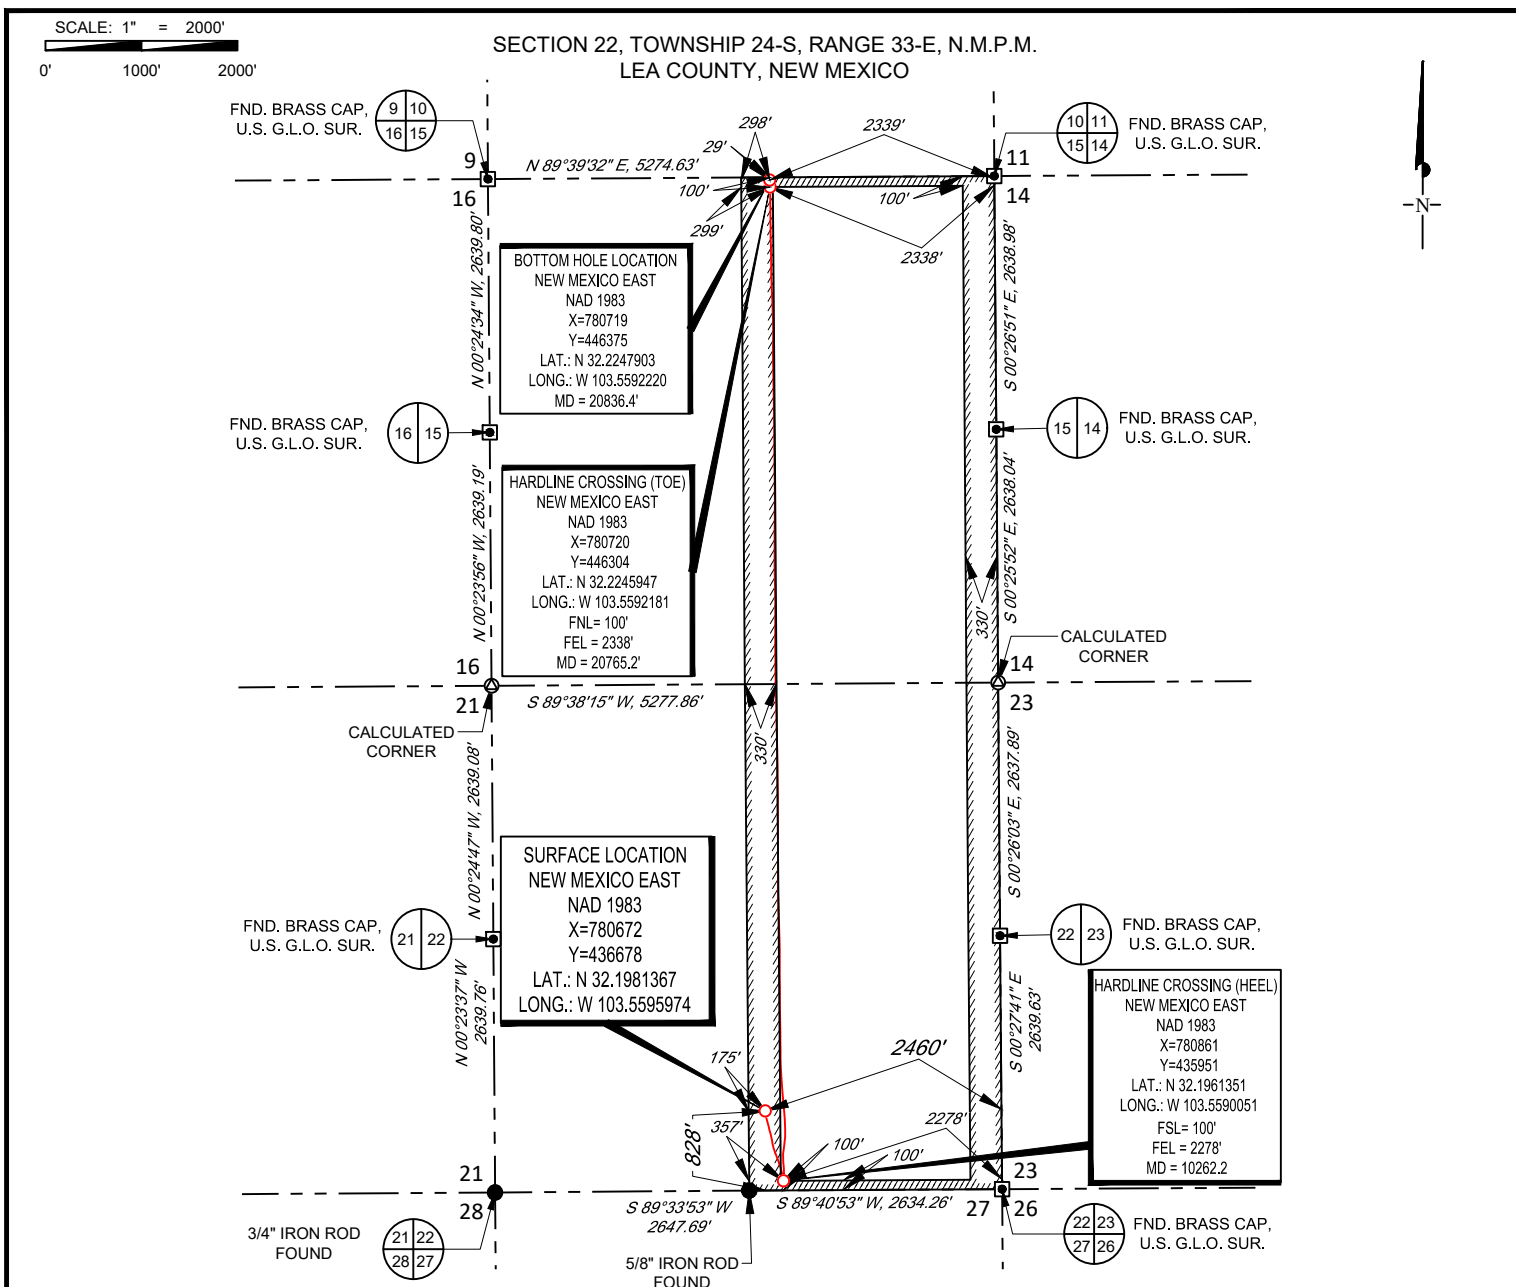 SCALE: 1" = 2000'
0' 1000' 2000'
SECTION 22, TOWNSHIP 24-S, RANGE 33-E, N.M.P.M.
LEA COUNTY, NEW MEXICO
FND. BRASS CAP,
U.S. G.L.O. SUR.
9 10
16 15
9
16
N 89°39'32" E, 5274.63'
298'
29'
100'
299'
2339'
100'
2338'
11
14
10 11
15 14
FND. BRASS CAP,
U.S. G.L.O. SUR.
N
N 00°24'34" W, 2639.80'
S 00°26'51" E, 2638.98'
BOTTOM HOLE LOCATION
NEW MEXICO EAST
NAD 1983
X=780719
Y=446375
LAT.: N 32.2247903
LONG.: W 103.5592220
MD = 20836.4'
FND. BRASS CAP,
U.S. G.L.O. SUR.
16 15
15 14
FND. BRASS CAP,
U.S. G.L.O. SUR.
N 00°23'56" W, 2639.19'
S 00°25'52" E, 2638.04'
HARDLINE CROSSING (TOE)
NEW MEXICO EAST
NAD 1983
X=780720
Y=446304
LAT.: N 32.2245947
LONG.: W 103.5592181
FNL= 100'
FEL = 2338'
MD = 20765.2'
330'
CALCULATED
CORNER
16
21
14
23
S 89°38'15" W, 5277.86'
CALCULATED
CORNER
330'
N 00°24'47" W, 2639.08'
S 00°26'03" E, 2637.89'
SURFACE LOCATION
NEW MEXICO EAST
NAD 1983
X=780672
Y=436678
LAT.: N 32.1981367
LONG.: W 103.5595974
FND. BRASS CAP,
U.S. G.L.O. SUR.
21 22
22 23
FND. BRASS CAP,
U.S. G.L.O. SUR.
N 00°23'37" W
2639.76'
S 00°27'41" E
2639.63'
HARDLINE CROSSING (HEEL)
NEW MEXICO EAST
NAD 1983
X=780861
Y=435951
LAT.: N 32.1961351
LONG.: W 103.5590051
FSL= 100'
FEL = 2278'
MD = 10262.2
175'
2460'
828'
357'
2278'
100'
100'
21
28
23
27 26
S 89°33'53" W
2647.69'
S 89°40'53" W, 2634.26'
3/4" IRON ROD
FOUND
21 22
28 27
5/8" IRON ROD
FOUND
22 23
27 26
FND. BRASS CAP,
U.S. G.L.O. SUR.